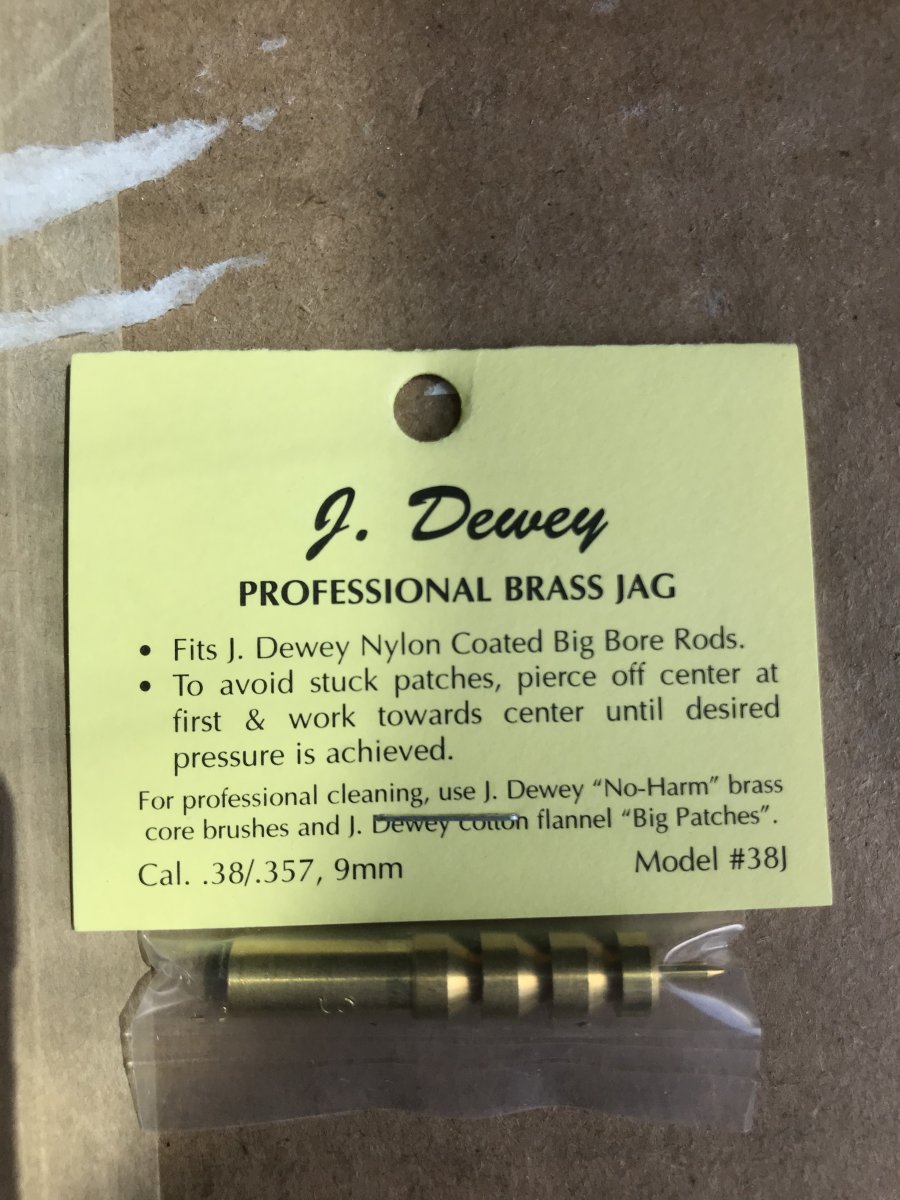 J. Dewey
PROFESSIONAL BRASS JAG
• Fits J. Dewey Nylon Coated Big Bore Rods.
• To avoid stuck patches, pierce off center at
first & work towards center until desired
pressure is achieved.
For professional cleaning, use J. Dewey “No-Harm” brass
core brushes and J. Dewey cotton flannel “Big Patches”.
Cal. .38/.357, 9mm Model #38J